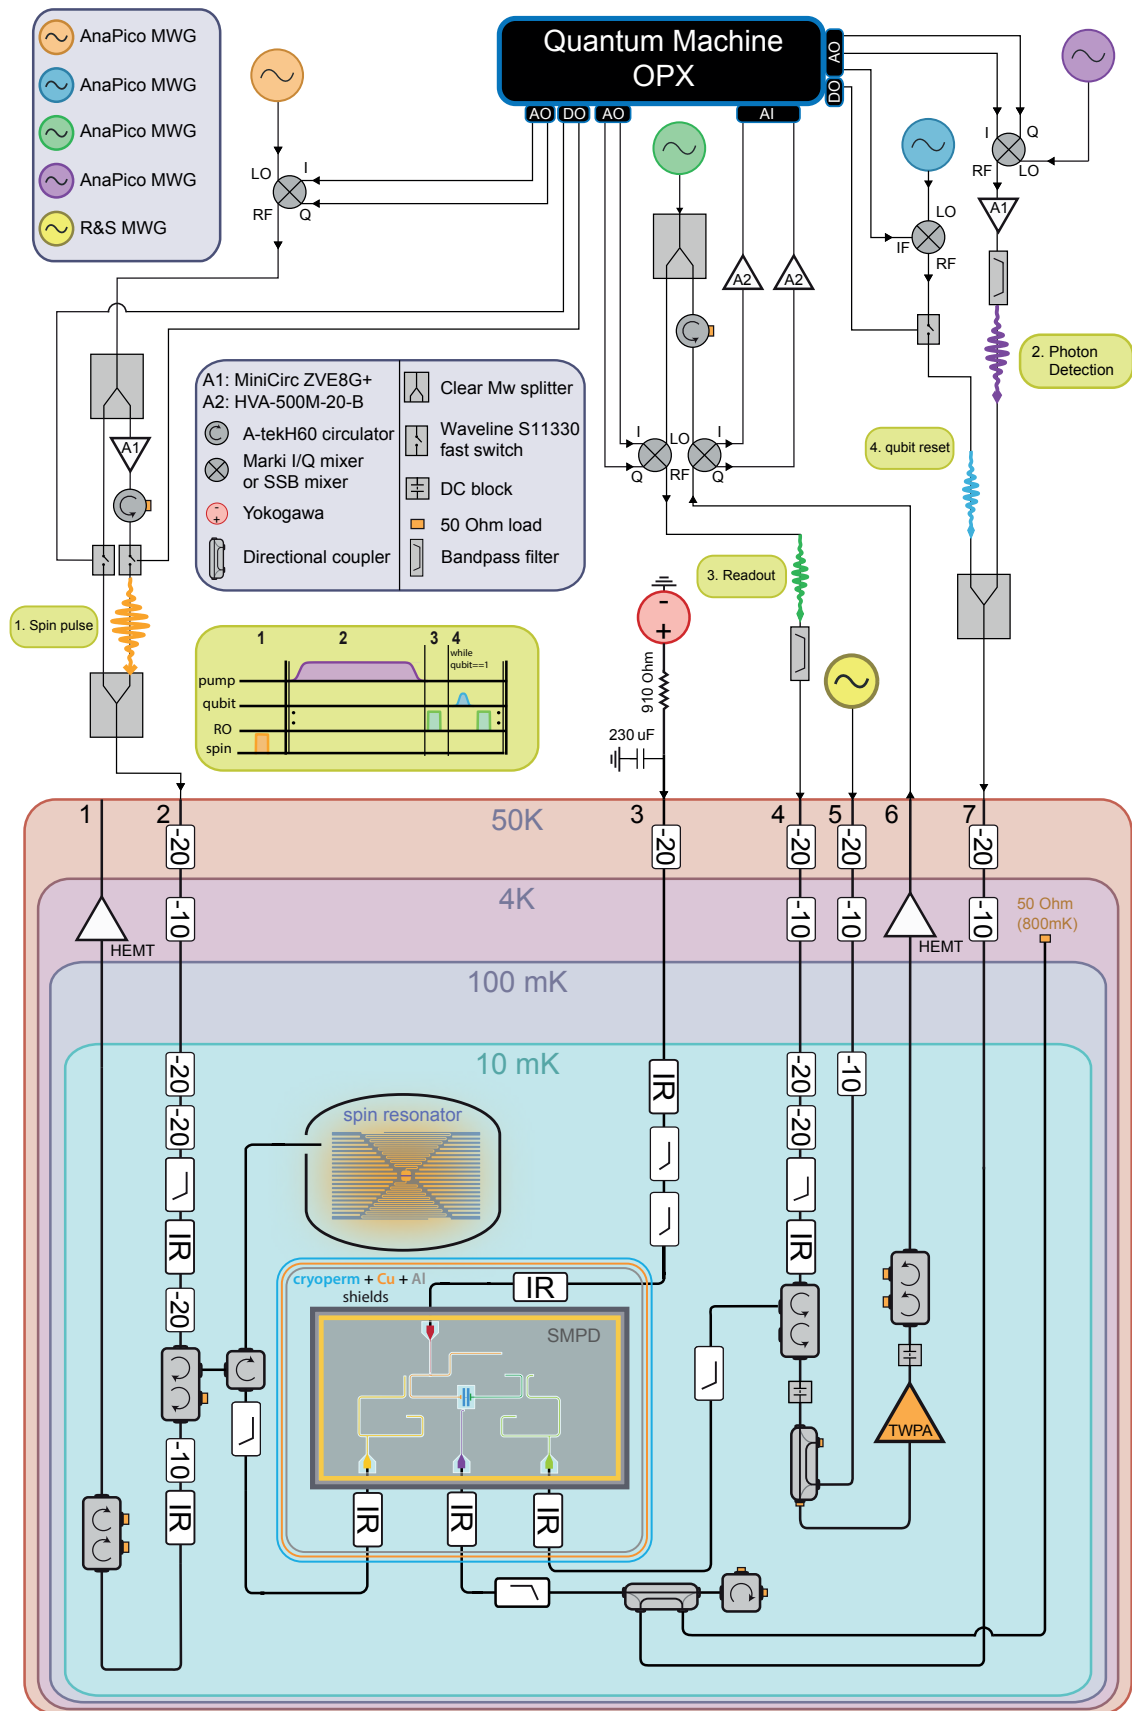 AnaPico MWG
AnaPico MWG
AnaPico MWG
AnaPico MWG
R&S MWG
Quantum Machine
OPX
AO
DO
AO
AI
AO
DO
LO
I
RF
Q
I
Q
RF
LO
A1
LO
IF
RF
A2
A2
2. Photon
Detection
A1: MiniCirc ZVE8G+
A2: HVA-500M-20-B
A-tekH60 circulator
Marki I/Q mixer
or SSB mixer
-
+
Yokogawa
Directional coupler
Clear Mw splitter
Waveline S11330
fast switch
DC block
50 Ohm load
Bandpass filter
A1
I
LO
I
Q
RF
Q
4. qubit reset
3. Readout
1. Spin pulse
1
2
3
4
while
qubit==1
pump
qubit
RO
spin
-
+
910 Ohm
230 uF
1
2
3
4
5
6
7
50K
-20
-20
-20
-20
-20
4K
-10
-10
-10
-10
HEMT
HEMT
50 Ohm
(800mK)
100 mK
10 mK
-20
-20
IR
-20
-10
IR
IR
-20
-20
IR
-10
spin resonator
cryoperm + Cu + Al
shields
IR
SMPD
TWPA
IR
IR
IR